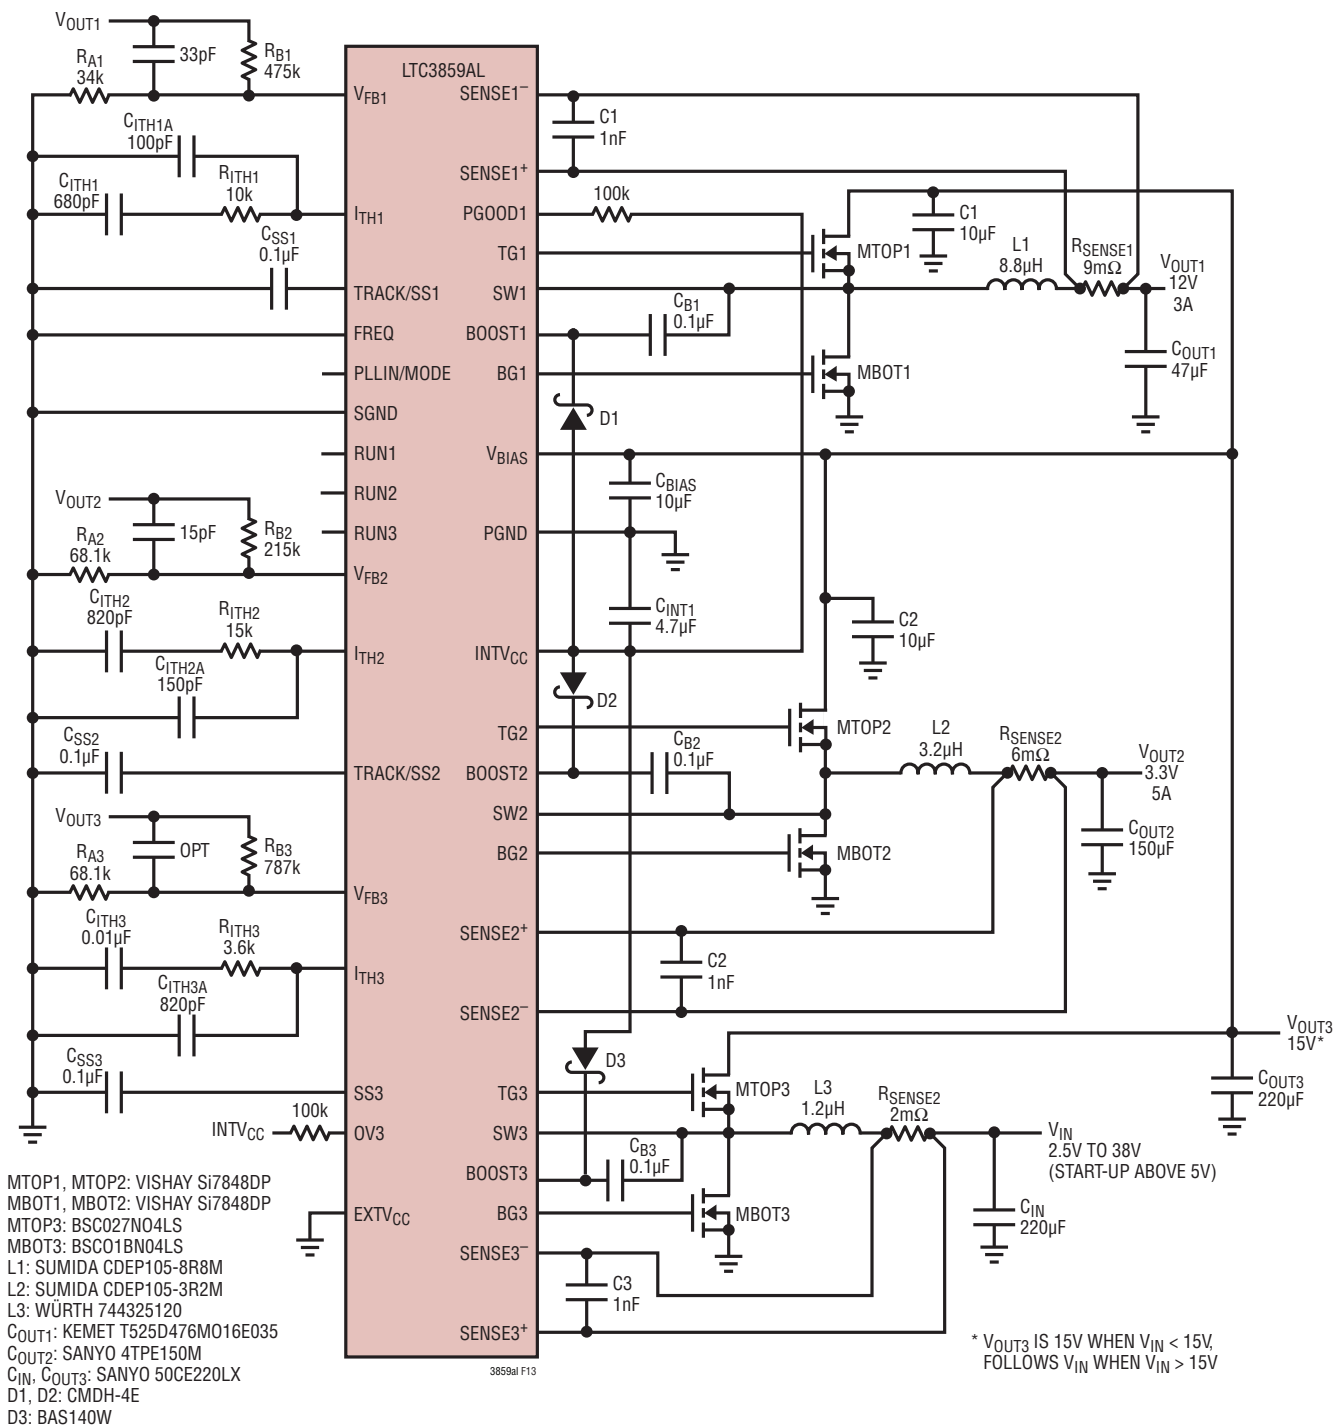 LTC3859AL
VOUT1
33pF
RB1
475k
RA1
34k
VFB1
CITH1A
100pF
CITH1
680pF
RITH1
10k
ITH1
CSS1
0.1µF
TRACK/SS1
FREQ
PLLIN/MODE
SGND
RUN1
RUN2
RUN3
VOUT2
15pF
RB2
215k
RA2
68.1k
VFB2
CITH2
820pF
RITH2
15k
ITH2
CITH2A
150pF
CSS2
0.1µF
TRACK/SS2
VOUT3
OPT
RB3
787k
RA3
68.1k
VFB3
CITH3
0.01µF
RITH3
3.6k
ITH3
CITH3A
820pF
CSS3
0.1µF
SS3
100k
INTVCC
OV3
EXTVCC
SENSE1–
C1
1nF
SENSE1+
PGOOD1
100k
TG1
MTOP1
C1
10µF
L1
8.8µH
RSENSE1
9mΩ
VOUT1
12V
3A
SW1
CB1
0.1µF
BOOST1
COUT1
47µF
BG1
MBOT1
D1
VBIAS
CBIAS
10µF
PGND
CINT1
4.7µF
C2
10µF
INTVCC
D2
TG2
MTOP2
L2
3.2µH
RSENSE2
6mΩ
VOUT2
3.3V
5A
CB2
0.1µF
BOOST2
SW2
COUT2
150µF
BG2
MBOT2
SENSE2+
C2
1nF
SENSE2–
VOUT3
15V*
D3
TG3
MTOP3
L3
1.2µH
RSENSE2
2mΩ
COUT3
220µF
SW3
VIN
2.5V TO 38V
(START-UP ABOVE 5V)
CB3
0.1µF
BOOST3
BG3
MBOT3
CIN
220µF
SENSE3–
C3
1nF
SENSE3+
3859al F13
* VOUT3 IS 15V WHEN VIN < 15V,
FOLLOWS VIN WHEN VIN > 15V
MTOP1, MTOP2: VISHAY Si7848DP
MBOT1, MBOT2: VISHAY Si7848DP
MTOP3: BSC027NO4LS
MBOT3: BSCO1BN04LS
L1: SUMIDA CDEP105-8R8M
L2: SUMIDA CDEP105-3R2M
L3: WÜRTH 744325120
COUT1: KEMET T525D476MO16E035
COUT2: SANYO 4TPE150M
CIN, COUT3: SANYO 50CE220LX
D1, D2: CMDH-4E
D3: BAS140W